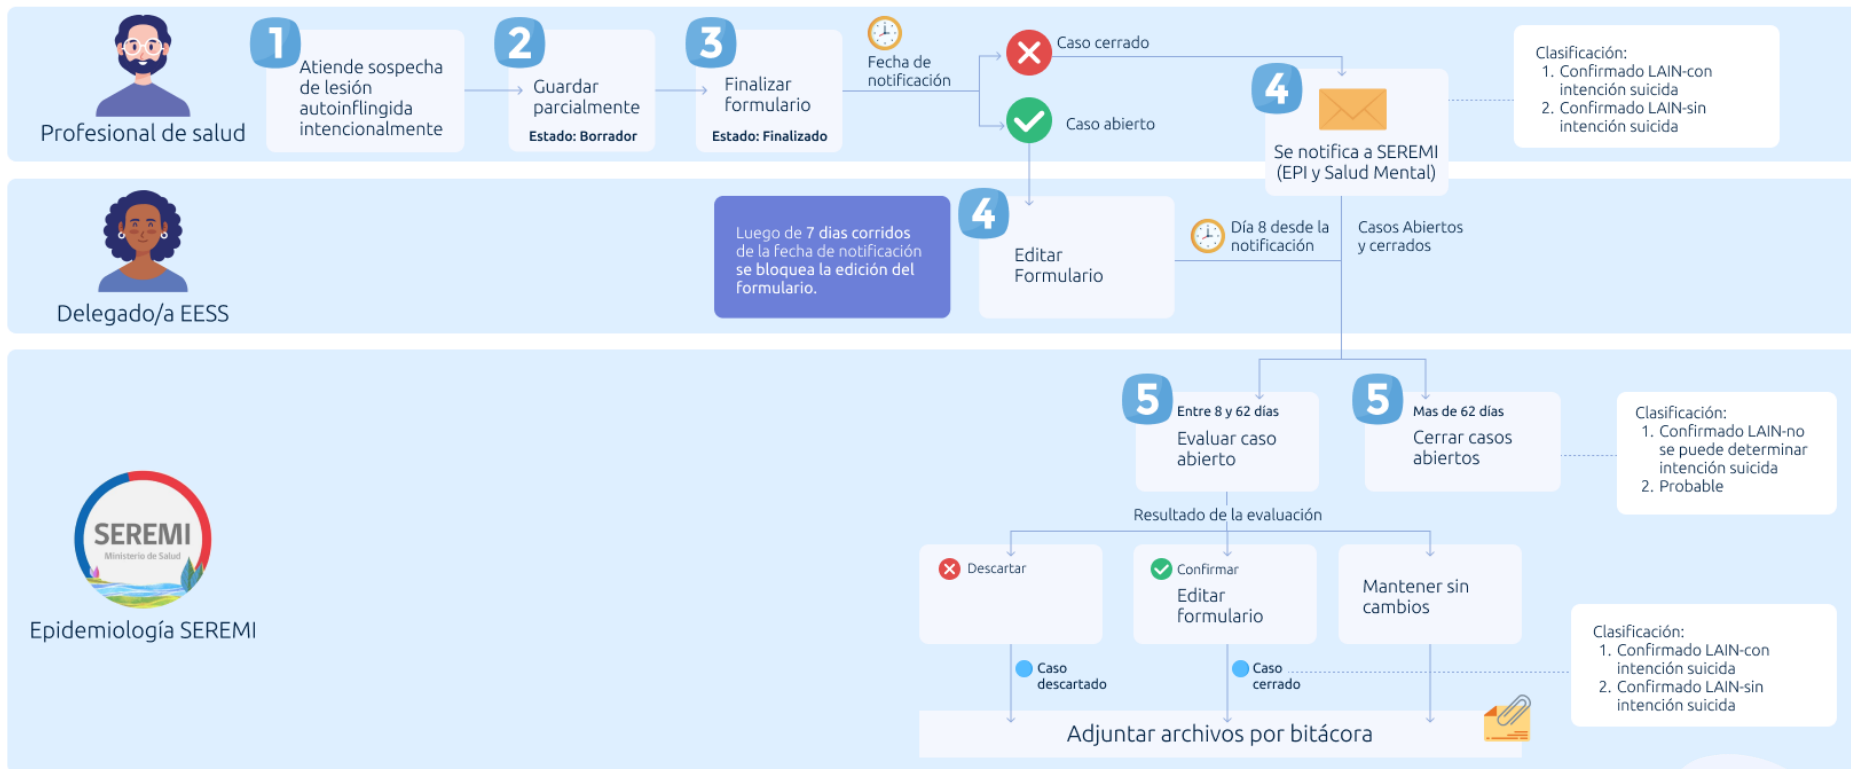 Profesional de salud
1
Atiende sospecha
de lesión
autoinflingida
intencionalmente
2
Guardar
parcialmente
Estado: Borrador
3
Finalizar
formulario
Estado: Finalizado
Fecha de
notificación
Caso cerrado
Caso abierto
4
Se notifica a SEREMI
(EPI y Salud Mental)
Clasificación:
1. Confirmado LAIN-con
intención suicida
2. Confirmado LAIN-sin
intención suicida
Delegado/a EESS
Luego de 7 dias corridos
de la fecha de notificación
se bloquea la edición del
formulario.
4
Editar
Formulario
Día 8 desde la
notificación
Casos Abiertos
y cerrados
SEREMI
Ministerio de Salud
Epidemiología SEREMI
5
Entre 8 y 62 días
Evaluar caso
abierto
5
Mas de 62 días
Cerrar casos
abiertos
Clasificación:
1. Confirmado LAIN-no
se puede determinar
intención suicida
2. Probable
Resultado de la evaluación
Descartar
Confirmar
Editar
formulario
Mantener sin
cambios
Caso
descartado
Caso
cerrado
Clasificación:
1. Confirmado LAIN-con
intención suicida
2. Confirmado LAIN-sin
intención suicida
Adjuntar archivos por bitácora